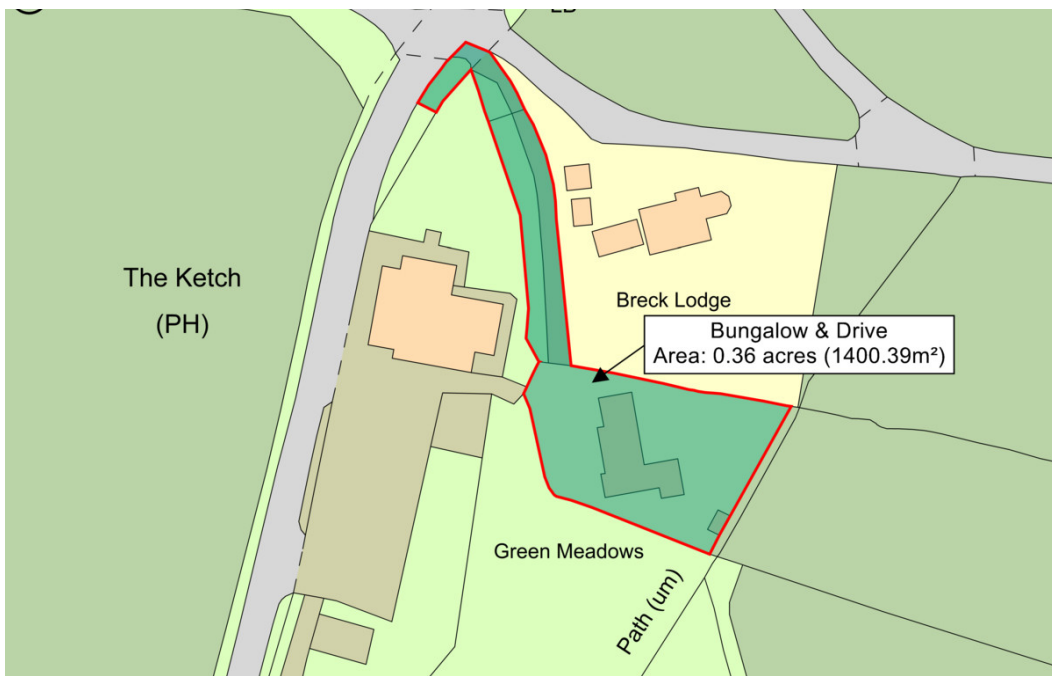 The Ketch
(PH)
Breck Lodge
Bungalow & Drive
Area: 0.36 acres (1400.39m²)
Green Meadows
Path (um)